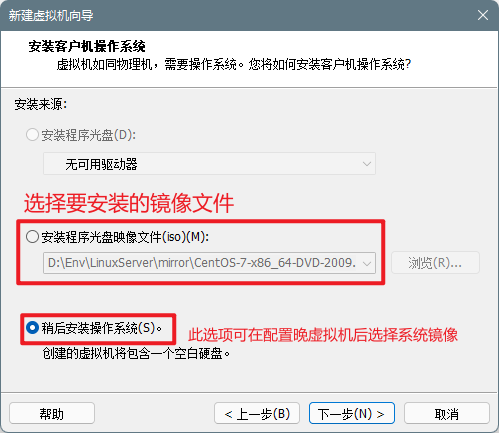 新建虚拟机向导
安装客户机操作系统
虚拟机如同物理机，需要操作系统。您将如何安装客户机操作系统?
安装来源:
安装程序光盘(D):
无可用驱动器
选择要安装的镜像文件
安装程序光盘映像文件(iso)(M):
D:\Env\LinuxServer\mirror\CentOS-7-x86_64-DVD-2009.
浏览(R)...
稍后安装操作系统(S)。
此选项可在配置晚虚拟机后选择系统镜像
创建的虚拟机将包含一个空白硬盘。
帮助
< 上一步(B)
下一步(N) >
取消